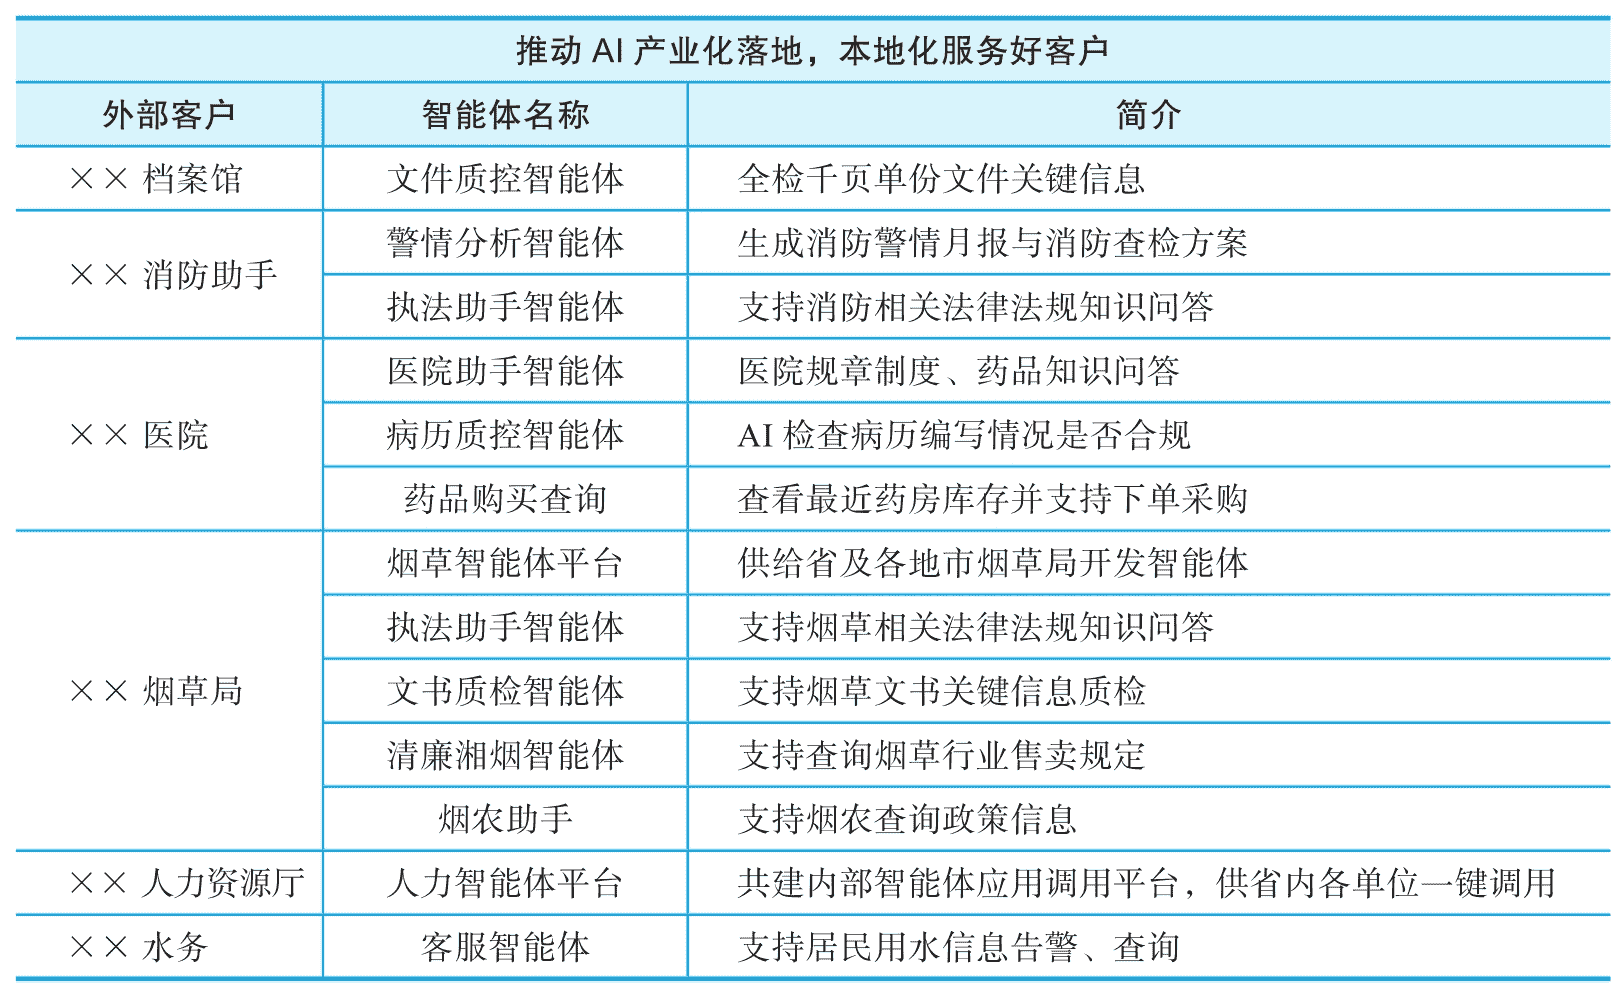 推动 AI 产业化落地，本地化服务好客户
外部客户 智能体名称 简介
×× 档案馆 文件质控智能体 全检千页单份文件关键信息
×× 消防助手 警情分析智能体 生成消防警情月报与消防查检方案
执法助手智能体 支持消防相关法律法规知识问答
×× 医院 医院助手智能体 医院规章制度、药品知识问答
病历质控智能体 AI 检查病历编写情况是否合规
药品购买查询 查看最近药房库存并支持下单采购
×× 烟草局 烟草智能体平台 供给省及各地市烟草局开发智能体
执法助手智能体 支持烟草相关法律法规知识问答
文书质检智能体 支持烟草文书关键信息质检
清廉湘烟智能体 支持查询烟草行业售卖规定
烟农助手 支持烟农查询政策信息
×× 人力资源厅 人力智能体平台 共建内部智能体应用调用平台，供省内各单位一键调用
×× 水务 客服智能体 支持居民用水信息告警、查询